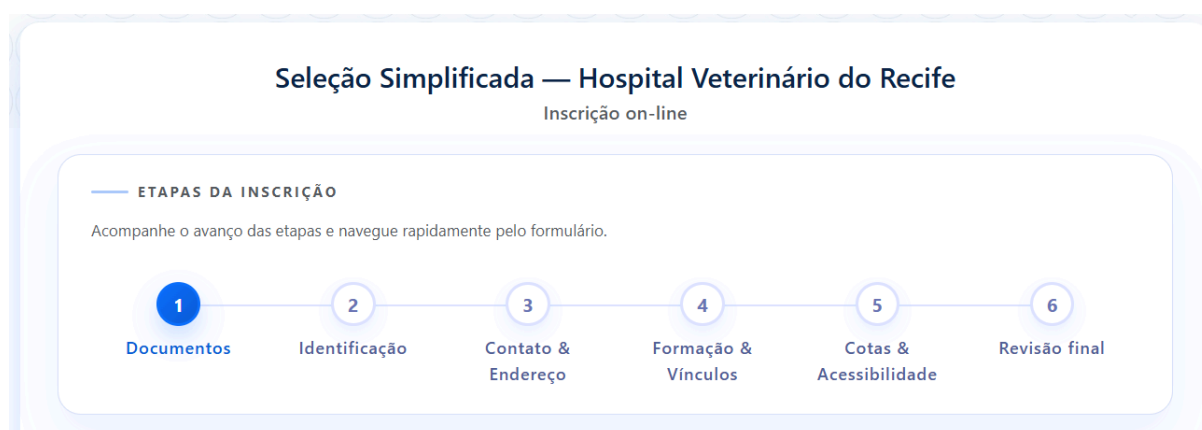 Seleção Simplificada — Hospital Veterinário do Recife
Inscrição on-line
ETAPAS DA INSCRIÇÃO
Acompanhe o avanço das etapas e navegue rapidamente pelo formulário.
1
Documentos
2
Identificação
3
Contato &
Endereço
4
Formação &
Vínculos
5
Cotas &
Acessibilidade
6
Revisão final